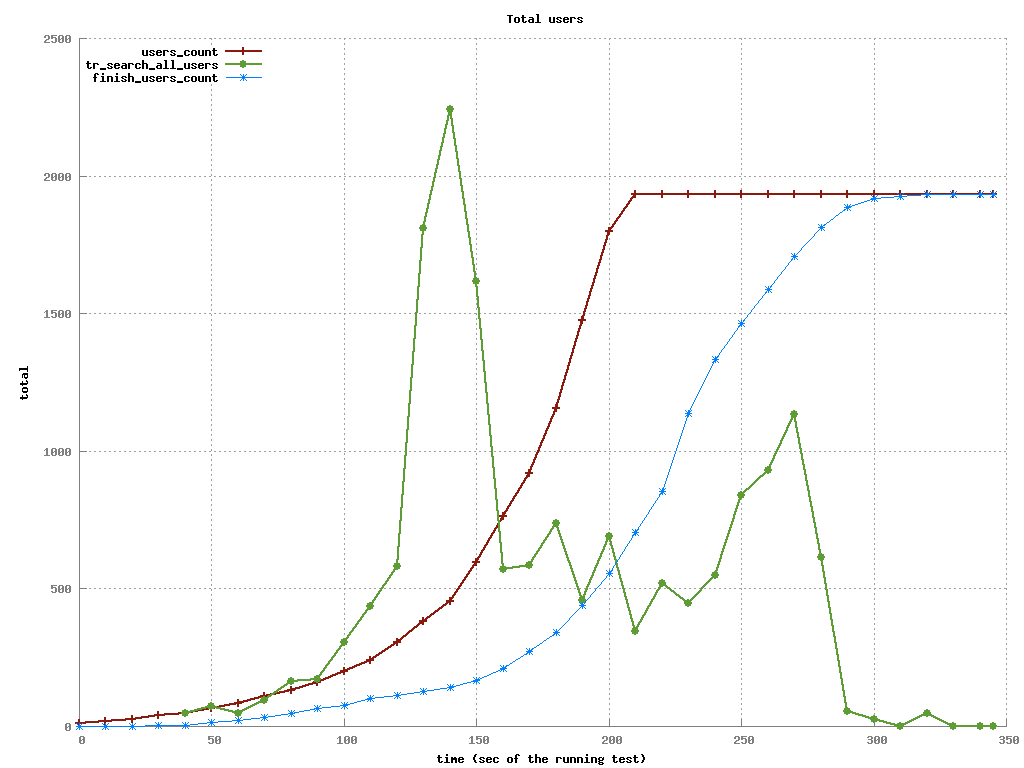 Total users
2500
2000
1500
1000
500
0
users_count
tr_search_all_users
finish_users_count
total
0 50 100 150 200 250 300 350
time (sec of the running test)